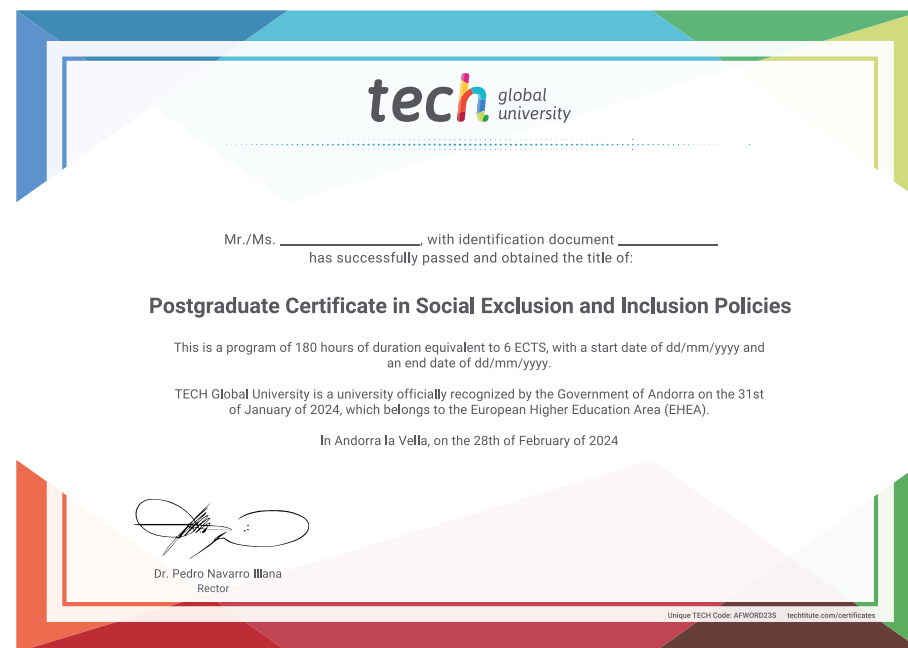 tech global
university
Mr./Ms. ____________, with identification document ____________
has successfully passed and obtained the title of:
Postgraduate Certificate in Social Exclusion and Inclusion Policies
This is a program of 180 hours of duration equivalent to 6 ECTS, with a start date of dd/mm/yyyy and
an end date of dd/mm/yyyy.
TECH Global University is a university officially recognized by the Government of Andorra on the 31st
of January of 2024, which belongs to the European Higher Education Area (EHEA).
In Andorra la Vella, on the 28th of February of 2024
Dr. Pedro Navarro Illana
Rector
Unique TECH Code: AFWORD23S techtitute.com/certificates